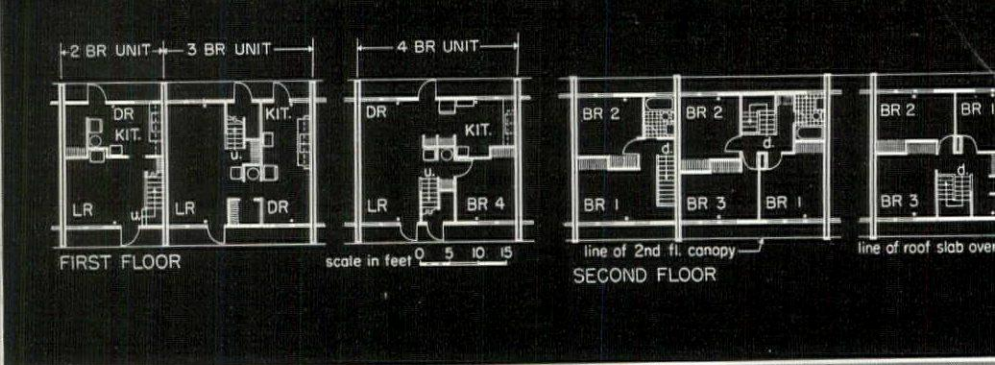 2 BR UNIT
3 BR UNIT
4 BR UNIT
DR
KIT.
u.
LR
KIT.
u.
LR
DR
DR
KIT.
u.
LR
BR 4
BR 2
d.
BR 1
BR 2
d.
BR 3
BR 1
BR 2
BR 1
d.
BR 3
FIRST FLOOR
scale in feet 0 5 10 15
line of 2nd fl. canopy
SECOND FLOOR
line of roof slab over